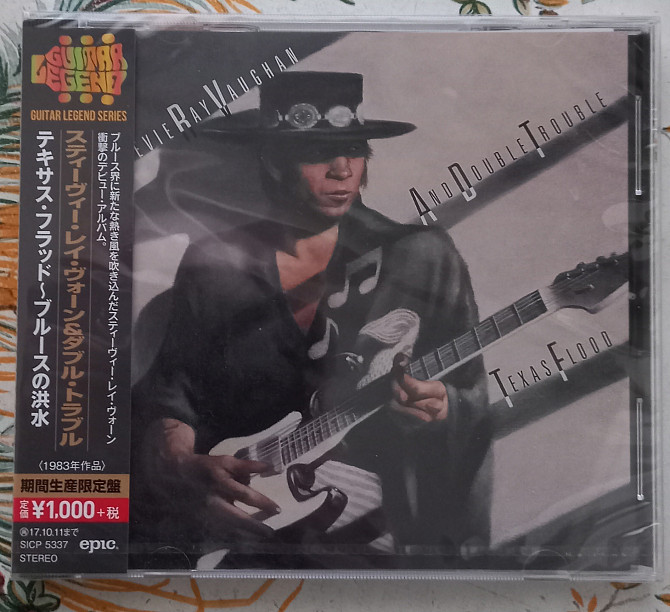 GUITAR
LEGEND
GUITAR LEGEND SERIES
ブルース界に新たな熱き風を吹き込んだスティーヴィー・レイ・ヴォーン
衝撃のデビュー・アルバム。
スティーヴィー・レイ・ヴォーン&ダブル・トラブル
テキサス・フラッド~ブルースの洪水
〈1983年作品〉
期間生産限定盤
定価 ¥1,000+税
17.10.11まで
SICP 5337 epic
STEREO
EVIE RAY VAUGHAN
AND DOUBLE TROUBLE
TEXAS FLOOD